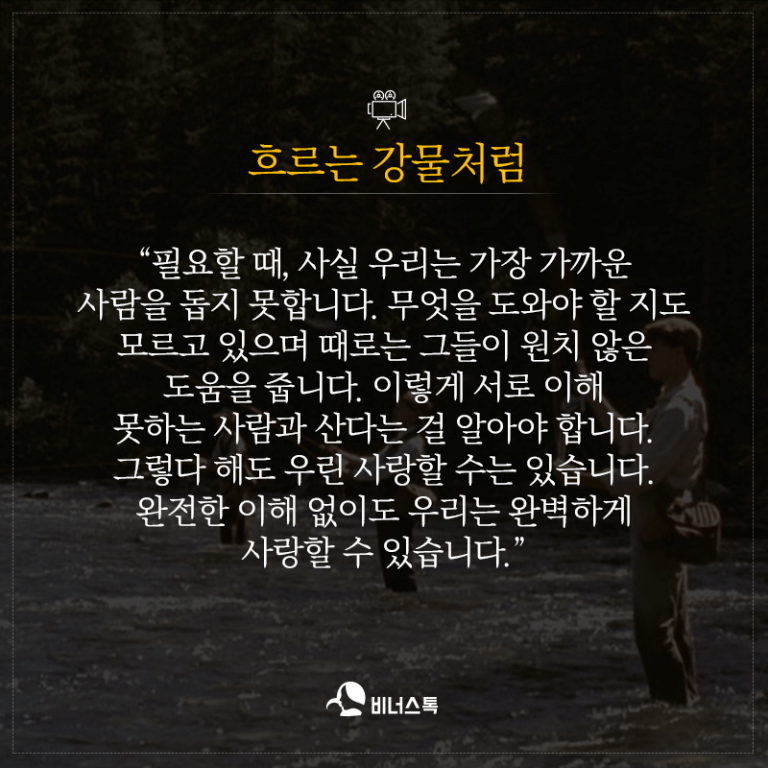 흐르는 강물처럼
“필요할 때, 사실 우리는 가장 가까운
사람을 돕지 못합니다. 무엇을 도와야 할 지도
모르고 있으며 때로는 그들이 원치 않은
도움을 줍니다. 이렇게 서로 이해
못하는 사람과 산다는 걸 알아야 합니다.
그렇다 해도 우린 사랑할 수는 있습니다.
완전한 이해 없이도 우리는 완벽하게
사랑할 수 있습니다.”
비너스톡